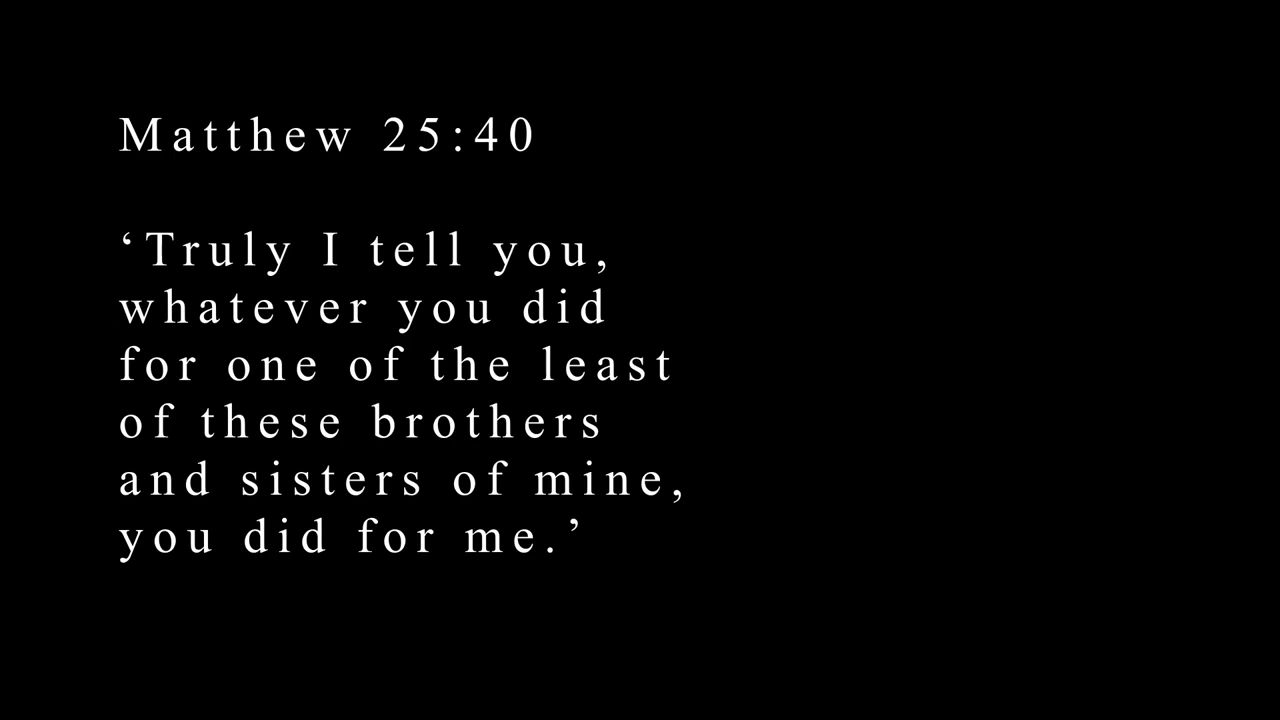 Matthew 25:40
‘Truly I tell you,
whatever you did
for one of the least
of these brothers
and sisters of mine,
you did for me.’